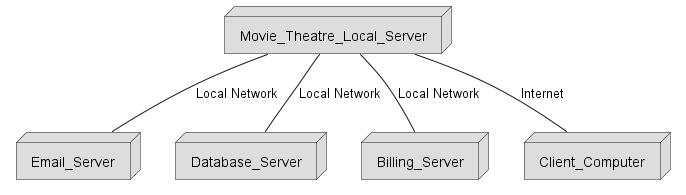 Movie_Theatre_Local_Server
Local Network
Local Network
Local Network
Internet
Email_Server
Database_Server
Billing_Server
Client_Computer